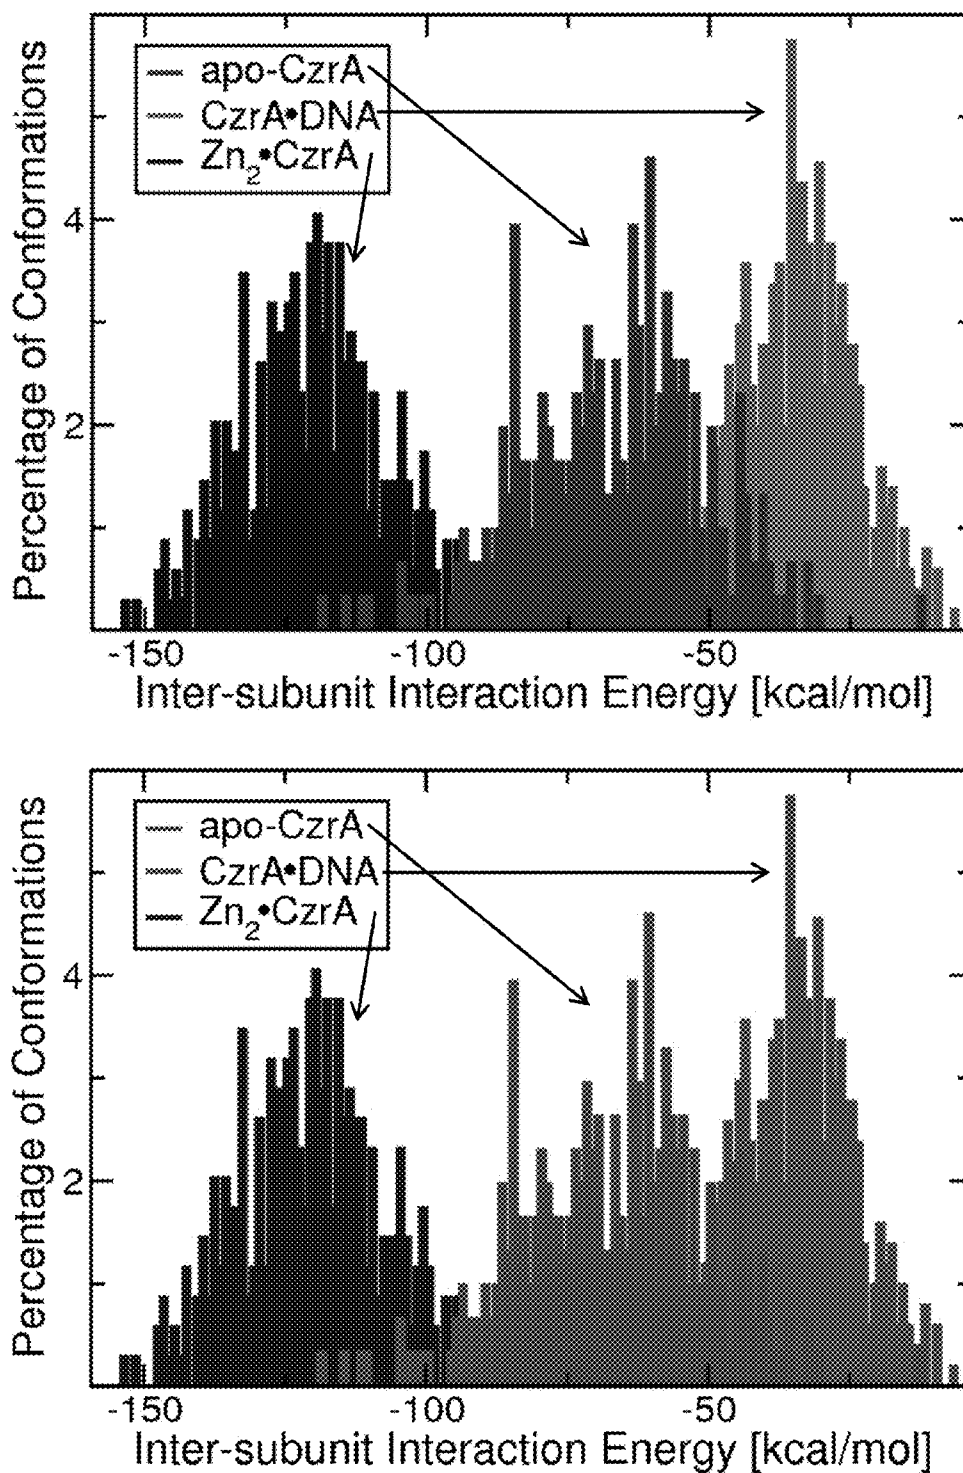 Percentage of Conformations
apo-CzrA
CzrA•DNA
Zn2•CzrA
4
2
-150
-100
-50
Inter-subunit Interaction Energy [kcal/mol]
Percentage of Conformations
apo-CzrA
CzrA•DNA
Zn2•CzrA
4
2
-150
-100
-50
Inter-subunit Interaction Energy [kcal/mol]